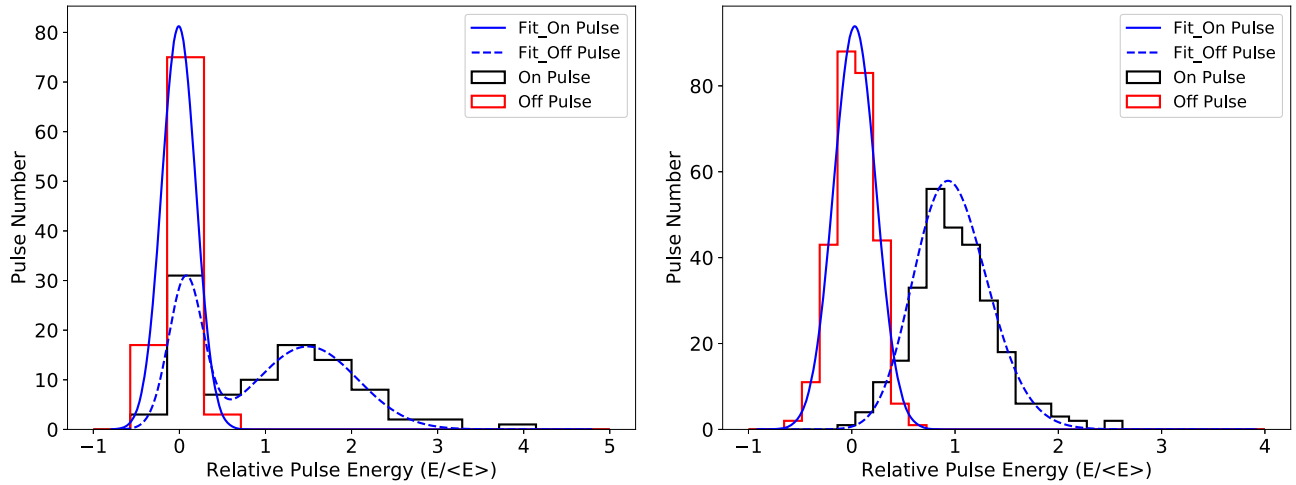 80
70
60
50
40
30
20
10
0
Pulse Number
−1 0 1 2 3 4 5
Relative Pulse Energy (E/<E>)
Fit_On Pulse
Fit_Off Pulse
On Pulse
Off Pulse
80
60
40
20
0
Pulse Number
−1 0 1 2 3 4
Relative Pulse Energy (E/<E>)
Fit_On Pulse
Fit_Off Pulse
On Pulse
Off Pulse